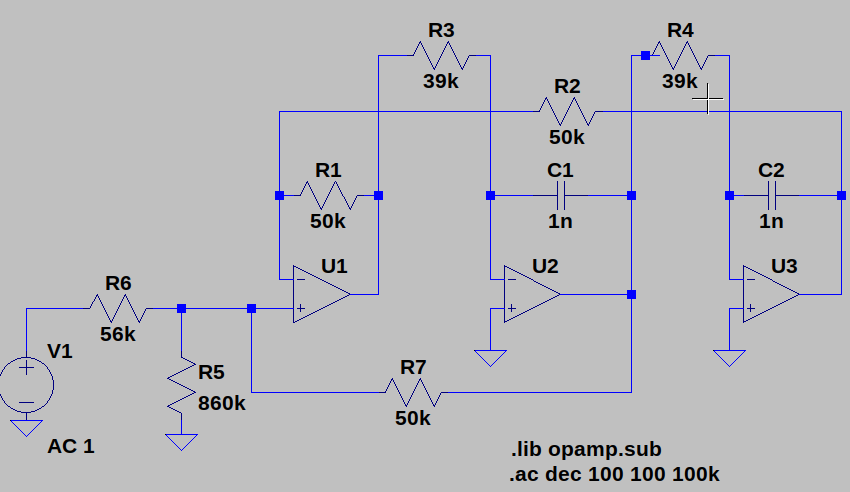 R3
R4
39k
39k
R2
50k
R1
C1
C2
50k
1n
1n
U1
U2
U3
R6
56k
V1
R5
R7
860k
50k
AC 1
.lib opamp.sub
.ac dec 100 100 100k